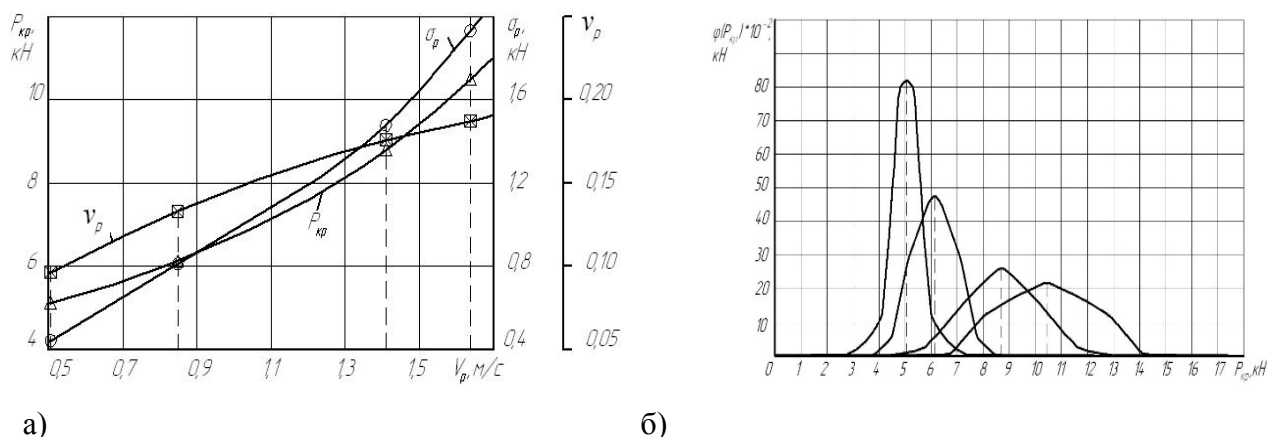 P_кр, кН
σ_р, кН
ν_р
10
8
6
4
1,6
1,2
0,8
0,4
0,20
0,15
0,10
0,05
σ_р
ν_р
P_кр
0,5 0,7 0,9 1,1 1,3 1,5 V_р, м/с
а)
φ(P_кр)*10⁻², кН
80
70
60
50
40
30
20
10
0 1 2 3 4 5 6 7 8 9 10 11 12 13 14 15 16 17 P_кр, кН
б)